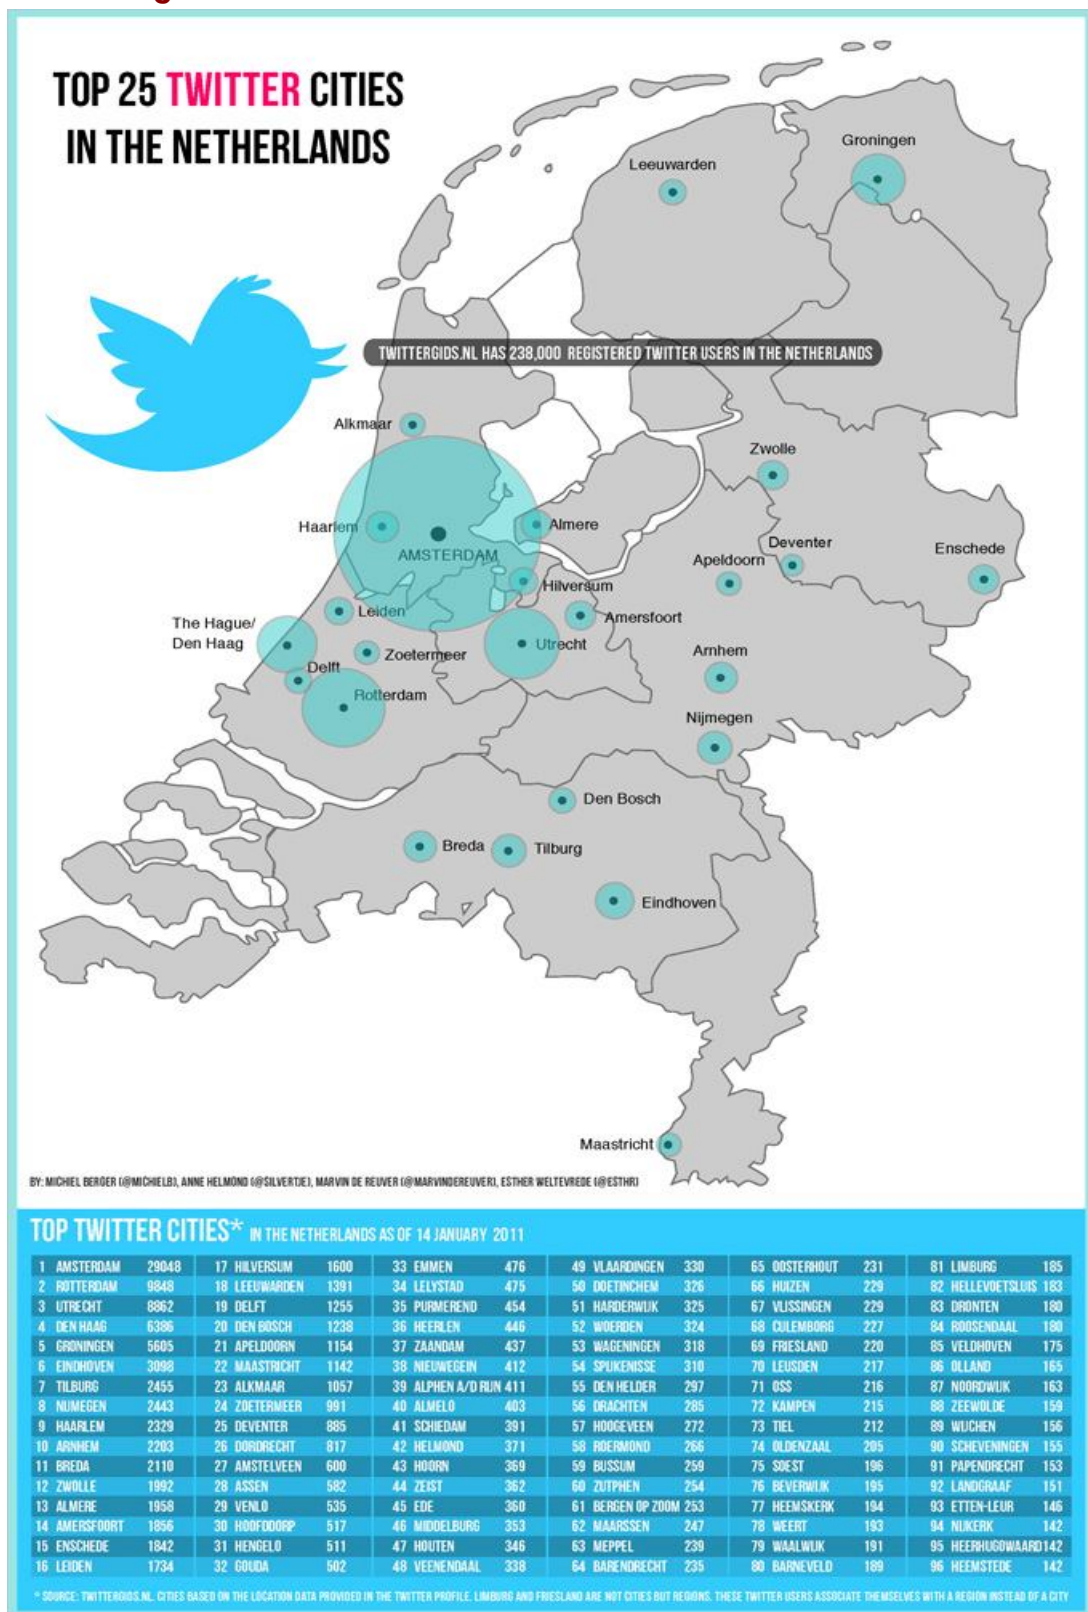 TOP 25 TWITTER CITIES
IN THE NETHERLANDS
Groningen
Leeuwarden
TWITTERGIDS.NL HAS 238,000 REGISTERED TWITTER USERS IN THE NETHERLANDS
Alkmaar
Zwolle
Haarlem
Almere
AMSTERDAM
Deventer
Enschede
Apeldoorn
Hilversum
Leiden
Amersfoort
The Hague/
Den Haag
Utrecht
Zoetermeer
Arnhem
Delft
Rotterdam
Nijmegen
Den Bosch
Breda
Tilburg
Eindhoven
Maastricht
BY: MICHIEL BERGER (@MICHIELB), ANNE HELMOND (@SILVERTJE), MARVIN DE REUVER (@MARVINDEREUVER), ESTHER WELTEVREDE (@ESTHR)
TOP TWITTER CITIES* IN THE NETHERLANDS AS OF 14 JANUARY 2011
1 AMSTERDAM 29048 17 HILVERSUM 1600 33 EMMEN 476 49 VLAARDINGEN 330 65 OOSTERHOUT 231 81 LIMBURG 185
2 ROTTERDAM 9848 18 LEEUWARDEN 1391 34 LELYSTAD 475 50 DOETINCHEM 326 66 HUIZEN 229 82 HELLEVOETSLUIS 183
3 UTRECHT 8862 19 DELFT 1255 35 PURMEREND 454 51 HARDERWIJK 325 67 VLISSINGEN 229 83 DRONTEN 180
4 DEN HAAG 6386 20 DEN BOSCH 1238 36 HEERLEN 446 52 WOERDEN 324 68 CULEMBORG 227 84 ROOSENDAAL 180
5 GRONINGEN 5605 21 APELDOORN 1154 37 ZAANDAM 437 53 WAGENINGEN 318 69 FRIESLAND 220 85 VELDHOVEN 175
6 EINDHOVEN 3098 22 MAASTRICHT 1142 38 NIEUWEGEIN 412 54 SPIJKENISSE 310 70 LEUSDEN 217 86 OLLAND 165
7 TILBURG 2455 23 ALKMAAR 1057 39 ALPHEN A/D RIJN 411 55 DEN HELDER 297 71 OSS 216 87 NOORDWIJK 163
8 NIJMEGEN 2443 24 ZOETERMEER 991 40 ALMELO 403 56 DRACHTEN 285 72 KAMPEN 215 88 ZEEWOLDE 159
9 HAARLEM 2329 25 DEVENTER 885 41 SCHIEDAM 391 57 HOOGEVEEN 272 73 TIEL 212 89 WIJCHEN 156
10 ARNHEM 2203 26 DORDRECHT 817 42 HELMOND 371 58 ROERMOND 266 74 OLDENZAAL 205 90 SCHEVENINGEN 155
11 BREDA 2110 27 AMSTELVEEN 600 43 HOORN 369 59 BUSSUM 259 75 SOEST 196 91 PAPENDRECHT 153
12 ZWOLLE 1992 28 ASSEN 582 44 ZEIST 362 60 ZUTPHEN 254 76 BEVERWIJK 195 92 LANDGRAAF 151
13 ALMERE 1958 29 VENLO 535 45 EDE 360 61 BERGEN OP ZOOM 253 77 HEEMSKERK 194 93 ETTEN-LEUR 146
14 AMERSFOORT 1856 30 HOOFDDORP 517 46 MIDDELBURG 353 62 MAARSSEN 247 78 WEERT 193 94 NIJKERK 142
15 ENSCHEDE 1842 31 HENGELO 511 47 HOUTEN 346 63 MEPPEL 239 79 WAALWIJK 191 95 HEERHUGOWAARD 142
16 LEIDEN 1734 32 GOUDA 502 48 VEENENDAAL 338 64 BARENDRECHT 235 80 BARNEVELD 189 96 HEEMSTEDE 142
* SOURCE: TWITTERGIDS.NL. CITIES BASED ON THE LOCATION DATA PROVIDED IN THE TWITTER PROFILE. LIMBURG AND FRIESLAND ARE NOT CITIES BUT REGIONS. THESE TWITTER USERS ASSOCIATE THEMSELVES WITH A REGION INSTEAD OF A CITY